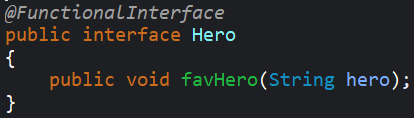 @FunctionalInterface
public interface Hero
{
    public void favHero(String hero);
}